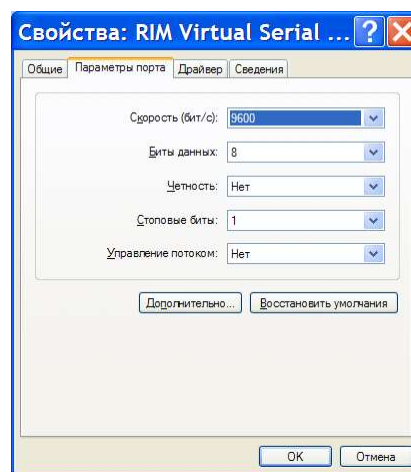 Свойства: RIM Virtual Serial ...
Общие Параметры порта Драйвер Сведения
Скорость (бит/с): 9600
Биты данных: 8
Четность: Нет
Стоповые биты: 1
Управление потоком: Нет
Дополнительно... Восстановить умолчания
OK Отмена